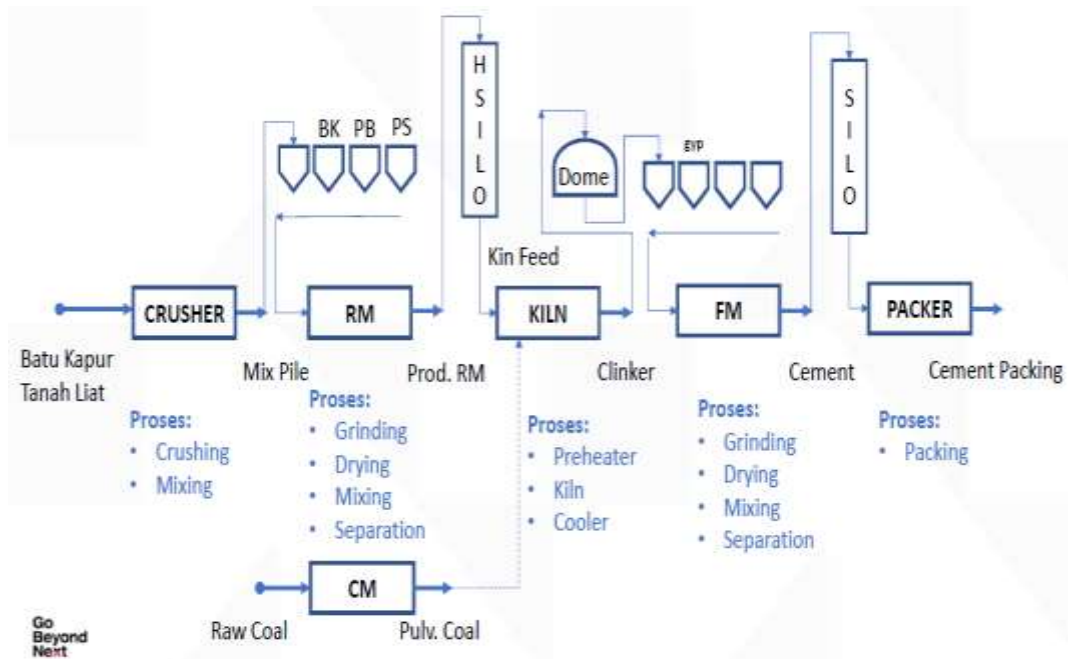 H
S
I
L
O
BK PB PS
Dome
GYP
S
I
L
O
Kin Feed
CRUSHER
RM
KILN
FM
PACKER
Batu Kapur
Tanah Liat
Mix Pile
Prod. RM
Clinker
Cement
Cement Packing
Proses:
• Crushing
• Mixing
Proses:
• Grinding
• Drying
• Mixing
• Separation
Proses:
• Preheater
• Kiln
• Cooler
Proses:
• Grinding
• Drying
• Mixing
• Separation
Proses:
• Packing
CM
Raw Coal
Pulv. Coal
Go
Beyond
Next